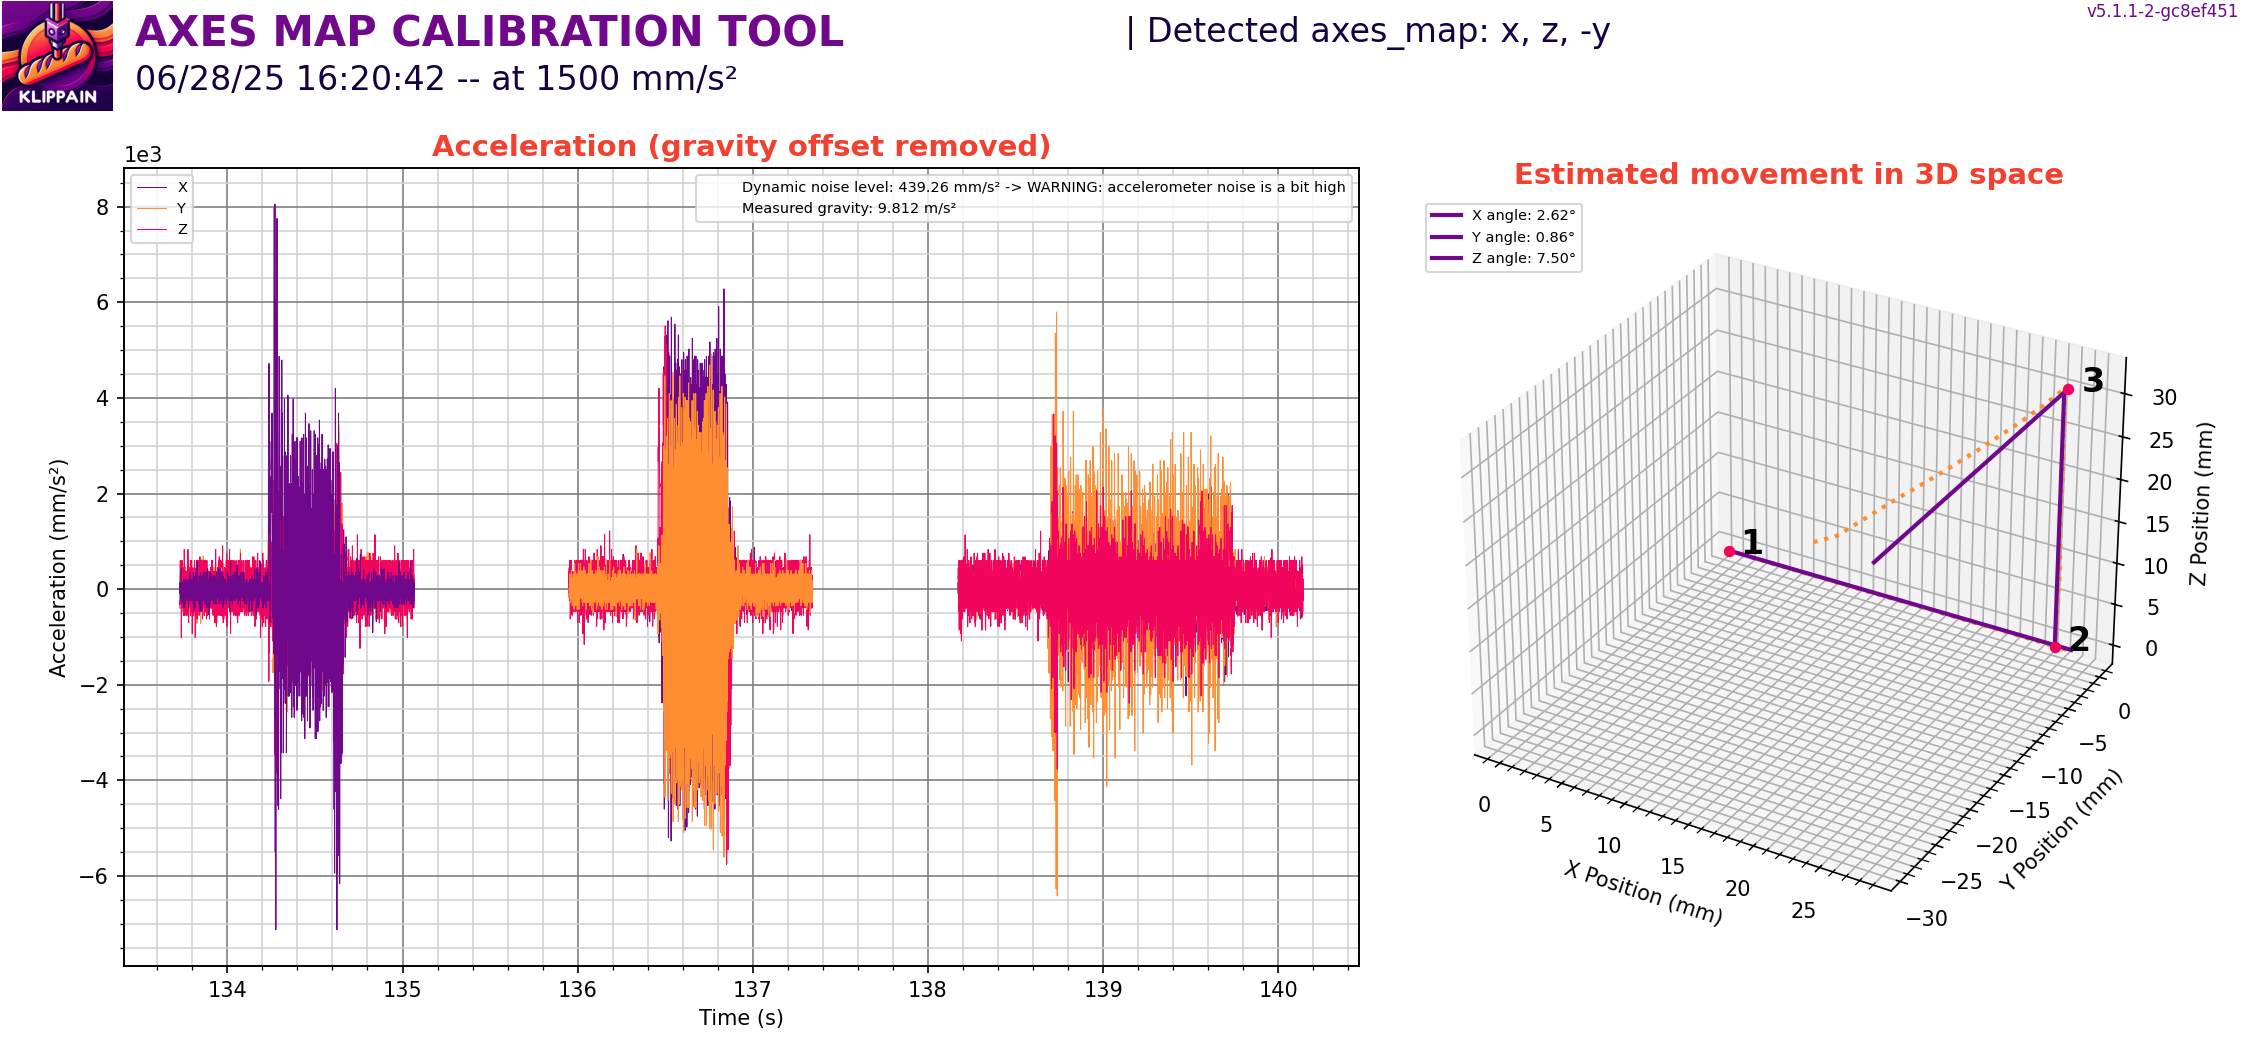 KLIPPAIN
AXES MAP CALIBRATION TOOL
06/28/25 16:20:42 -- at 1500 mm/s²
| Detected axes_map: x, z, -y
v5.1.1-2-gc8ef451
Acceleration (gravity offset removed)
1e3
X
Y
Z
Dynamic noise level: 439.26 mm/s² -> WARNING: accelerometer noise is a bit high
Measured gravity: 9.812 m/s²
8
6
4
2
0
−2
−4
−6
Acceleration (mm/s²)
134
135
136
137
138
139
140
Time (s)
Estimated movement in 3D space
X angle: 2.62°
Y angle: 0.86°
Z angle: 7.50°
1
2
3
30
25
20
15
10
5
0
Z Position (mm)
0
−5
−10
−15
−20
−25
−30
Y Position (mm)
0
5
10
15
20
25
X Position (mm)